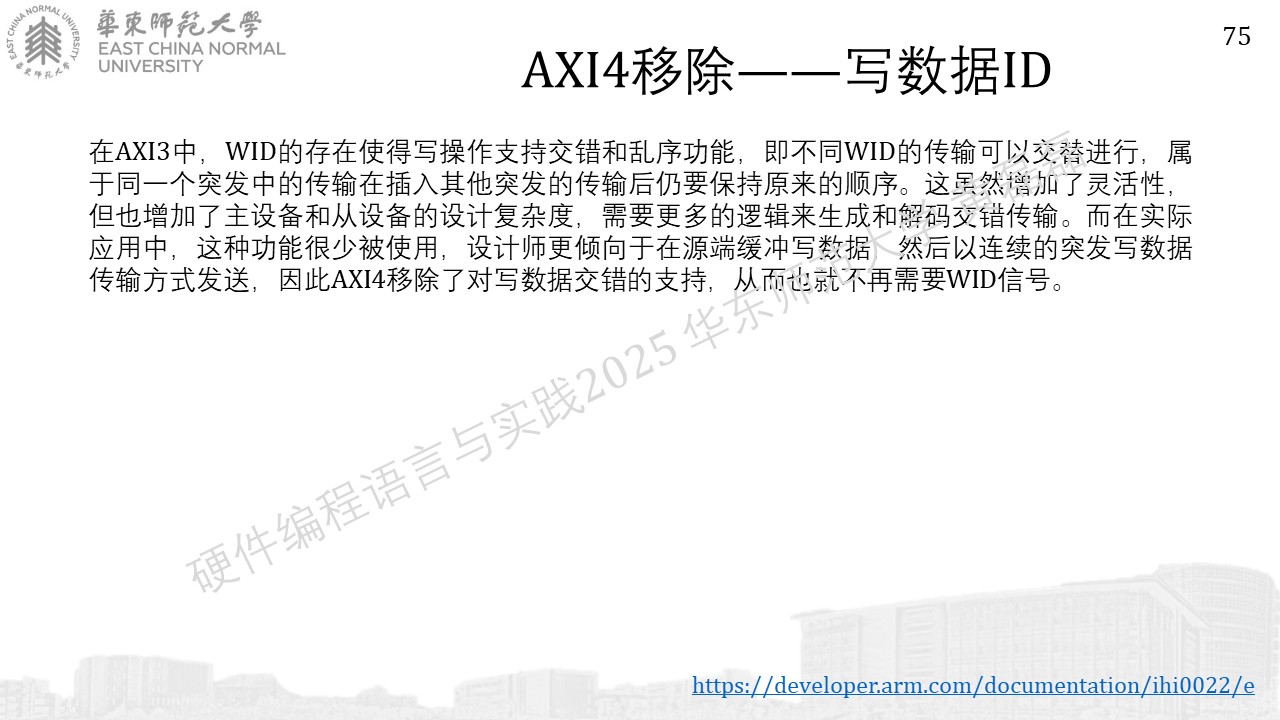 華東師範大學
EAST CHINA NORMAL
UNIVERSITY
EAST CHINA NORMAL UNIVERSITY
華東师范大学
75
AXI4移除——写数据ID
在AXI3中，WID的存在使得写操作支持交错和乱序功能，即不同WID的传输可以交替进行，属
于同一个突发中的传输在插入其他突发的传输后仍要保持原来的顺序。这虽然增加了灵活性，
但也增加了主设备和从设备的设计复杂度，需要更多的逻辑来生成和解码交错传输。而在实际
应用中，这种功能很少被使用，设计师更倾向于在源端缓冲写数据，然后以连续的突发写数据
传输方式发送，因此AXI4移除了对写数据交错的支持，从而也就不再需要WID信号。
硬件编程语言与实践2025 华东师范大学
https://developer.arm.com/documentation/ihi0022/e